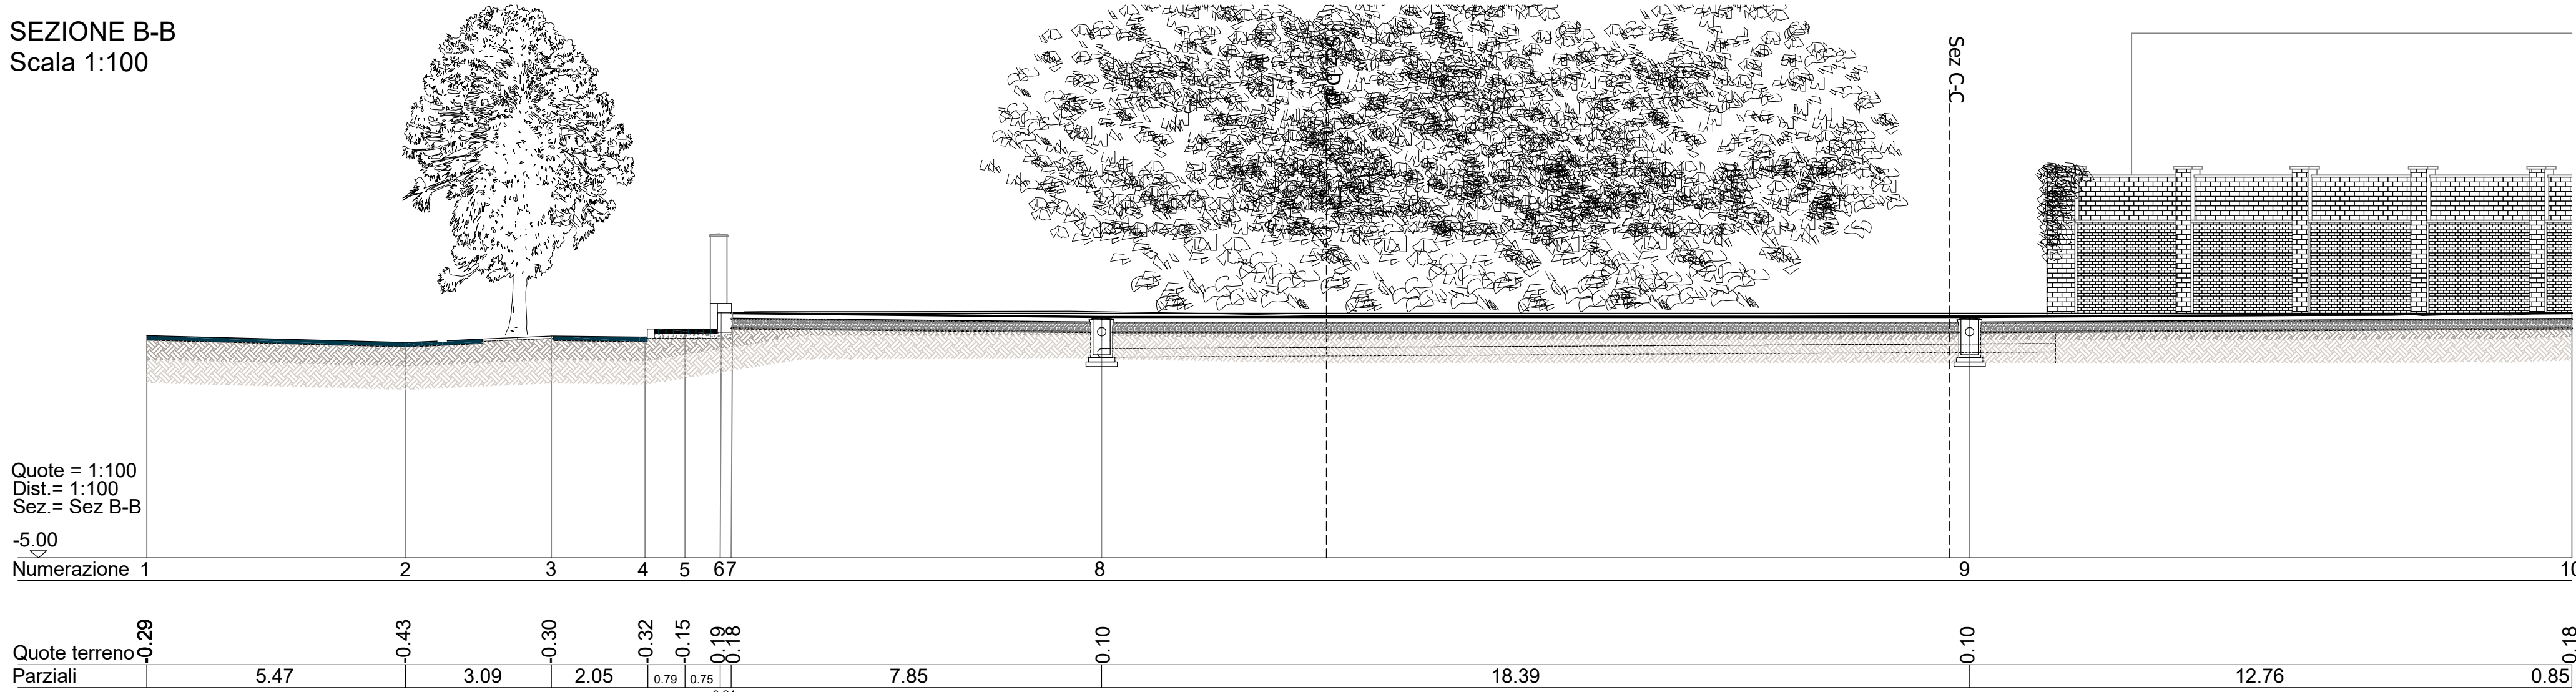 SEZIONE B-B
Scala 1:100
Sez D-D
Sez C-C
Quote = 1:100
Dist.= 1:100
Sez.= Sez B-B
-5.00
Numerazione 1 2 3 4 5 6 7 8 9 10
Quote terreno -0.29 -0.43 -0.30 -0.32 -0.15 0.19 0.18 0.10 0.10 0.18
Parziali 5.47 3.09 2.05 0.79 0.75 7.85 18.39 12.76 0.85